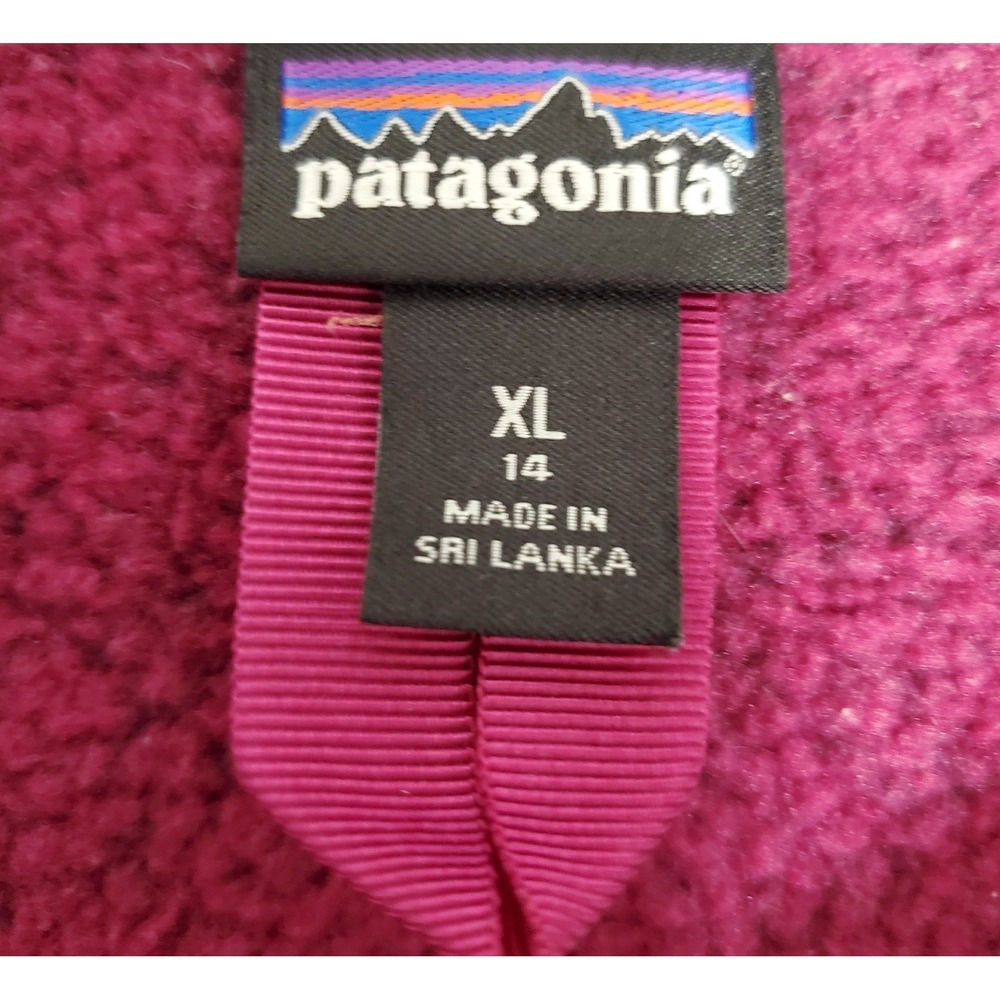 patagonia®
XL
14
MADE IN
SRI LANKA